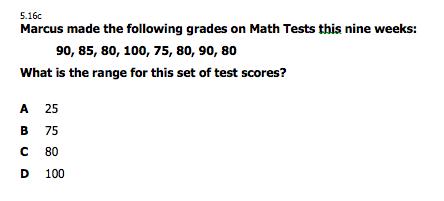 5.16c
Marcus made the following grades on Math Tests this nine weeks:
90, 85, 80, 100, 75, 80, 90, 80
What is the range for this set of test scores?
A 25
B 75
C 80
D 100